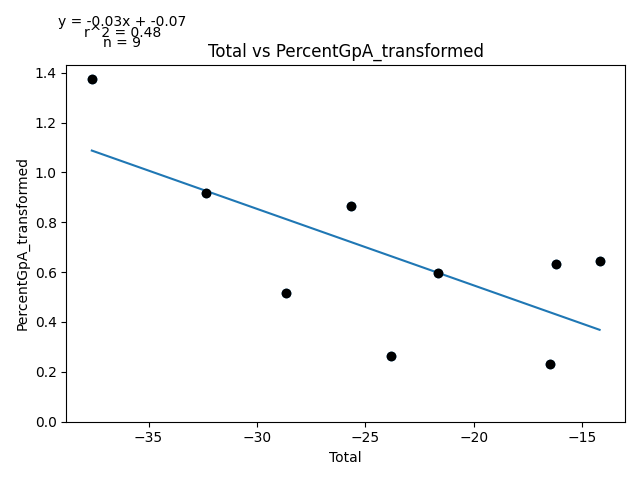 y = -0.03x + -0.07
r^2 = 0.48
n = 9
Total vs PercentGpA_transformed
1.4
1.2
1.0
0.8
0.6
0.4
0.2
0.0
PercentGpA_transformed
−35
−30
−25
−20
−15
Total